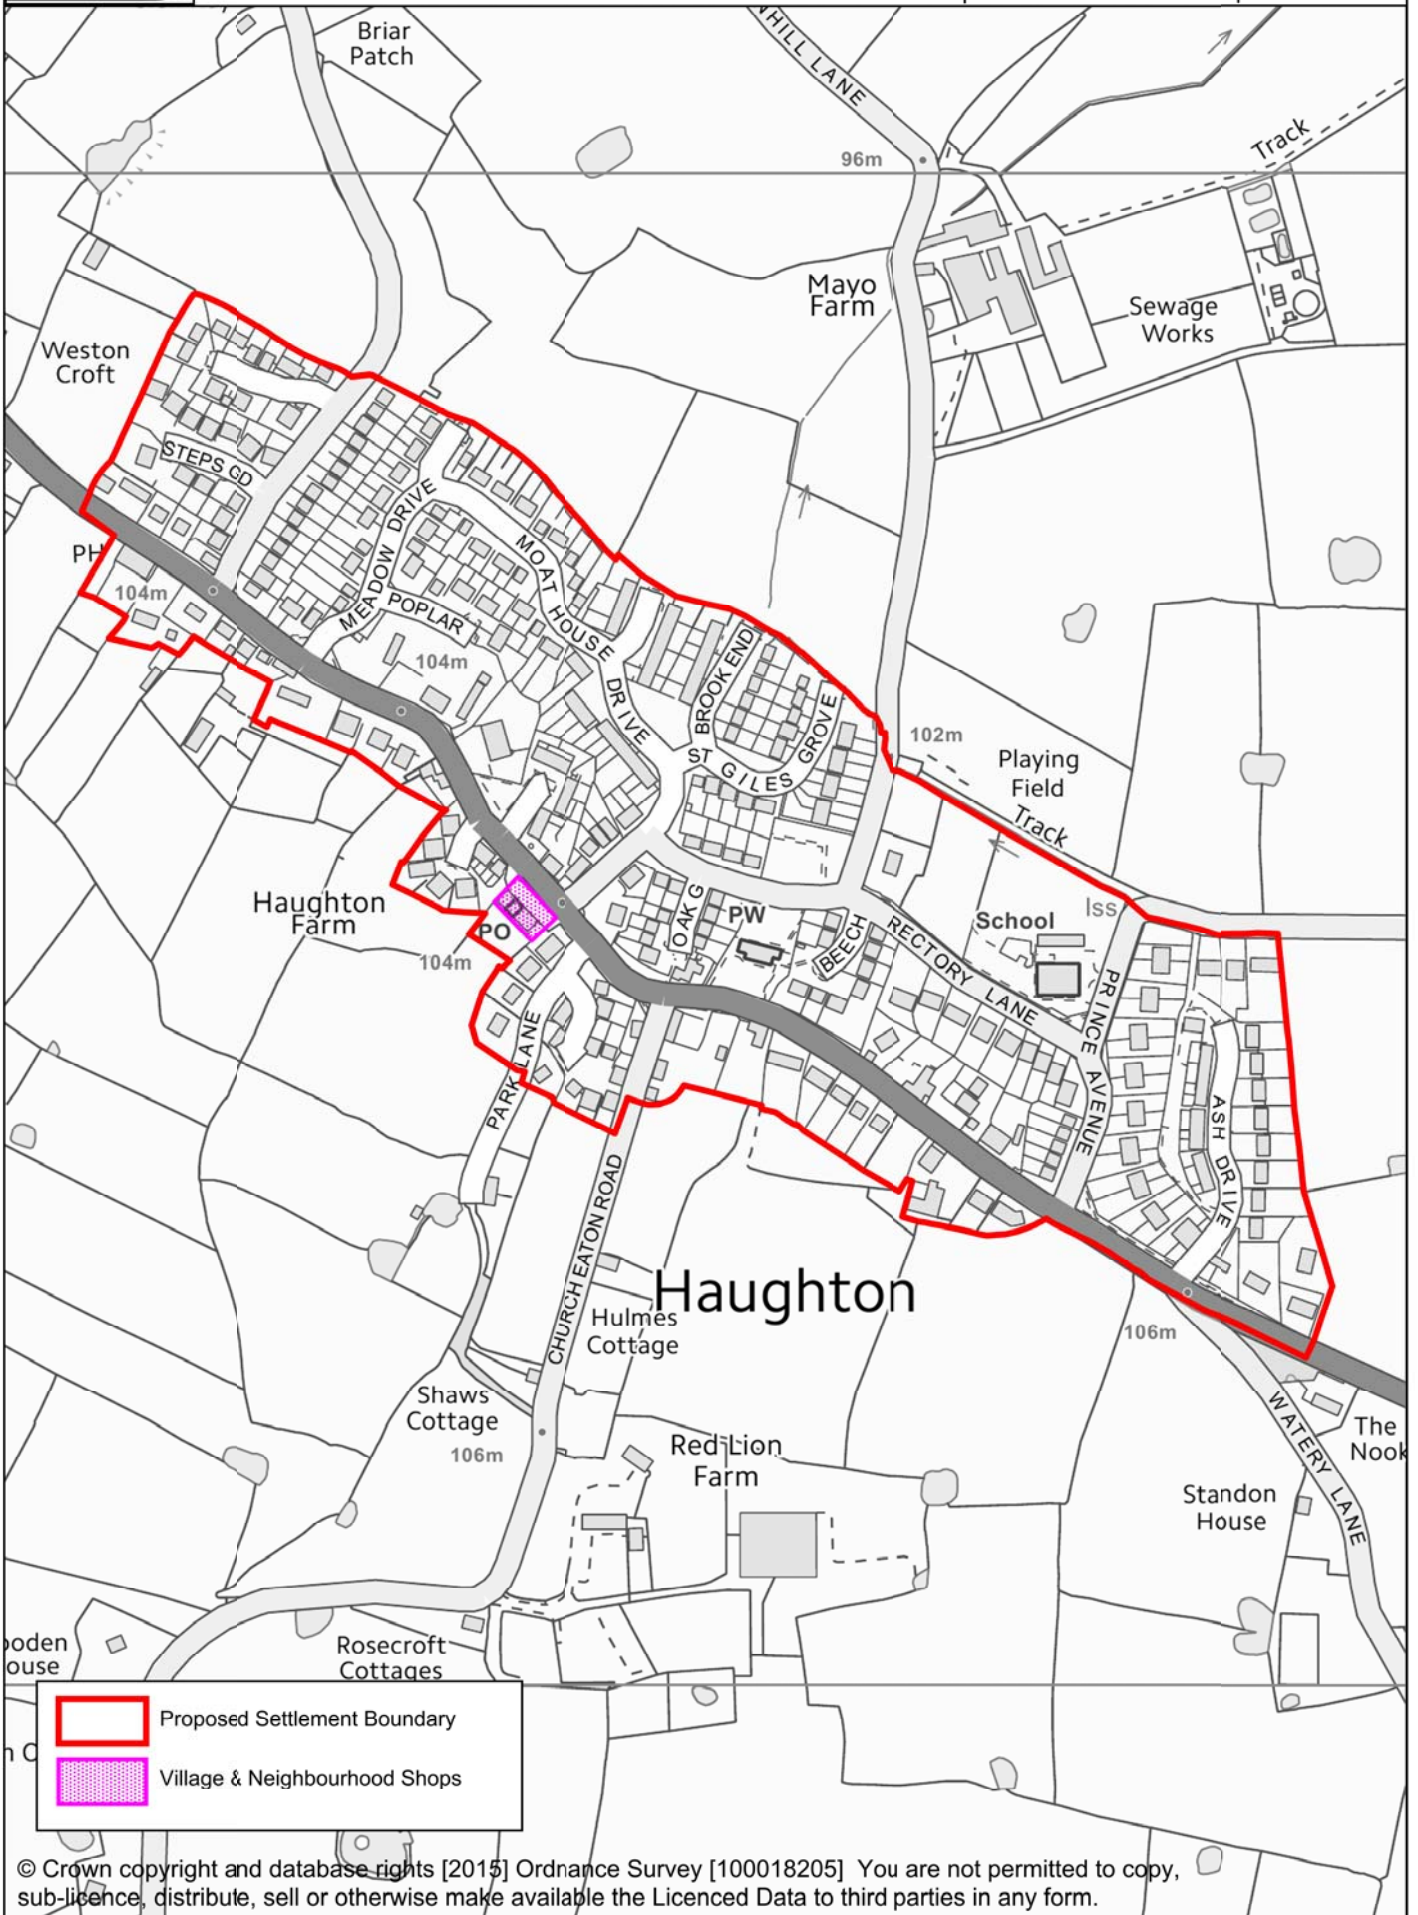 Briar
Patch
NHILL LANE
96m
Track
Mayo
Farm
Sewage
Works
Weston
Croft
STEPS GD
PH
104m
MEADOW DRIVE
POPLAR
104m
MOAT HOUSE DRIVE
BROOK END
ST GILES GROVE
102m
Playing
Field
Track
Haughton
Farm
PO
104m
OAK G
PW
BEECH
RECTORY LANE
School
Iss
PRINCE AVENUE
ASH DRIVE
PARK LANE
CHURCH EATON ROAD
Haughton
Hulmes
Cottage
106m
Shaws
Cottage
106m
Red Lion
Farm
WATERY LANE
The
Nook
Standon
House
ooden
ouse
Rosecroft
Cottages
Proposed Settlement Boundary
Village & Neighbourhood Shops
© Crown copyright and database rights [2015] Ordnance Survey [100018205] You are not permitted to copy,
sub-licence, distribute, sell or otherwise make available the Licenced Data to third parties in any form.